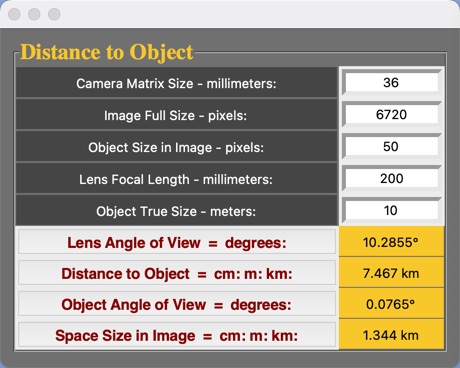 Distance to Object
Camera Matrix Size - millimeters: 36
Image Full Size - pixels: 6720
Object Size in Image - pixels: 50
Lens Focal Length - millimeters: 200
Object True Size - meters: 10
Lens Angle of View = degrees: 10.2855°
Distance to Object = cm: m: km: 7.467 km
Object Angle of View = degrees: 0.0765°
Space Size in Image = cm: m: km: 1.344 km